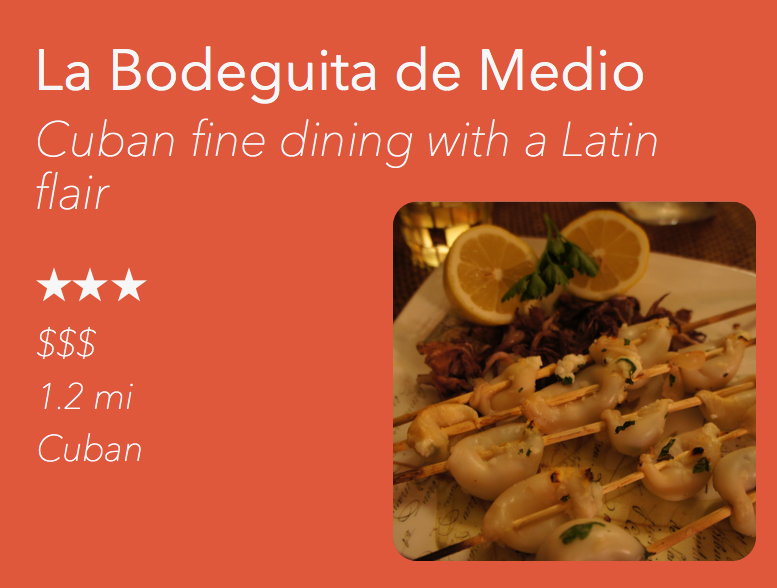 La Bodeguita de Medio
Cuban fine dining with a Latin
flair
★★★
$$$
1.2 mi
Cuban